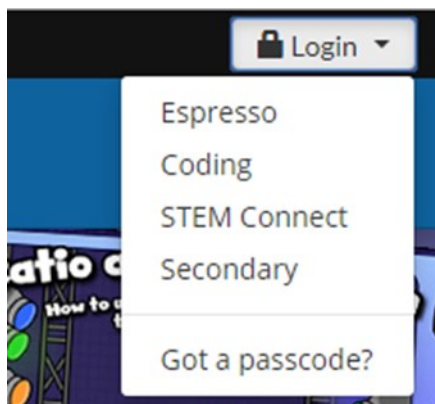 Login
Espresso
Coding
STEM Connect
Secondary
atio
How to
Got a passcode?